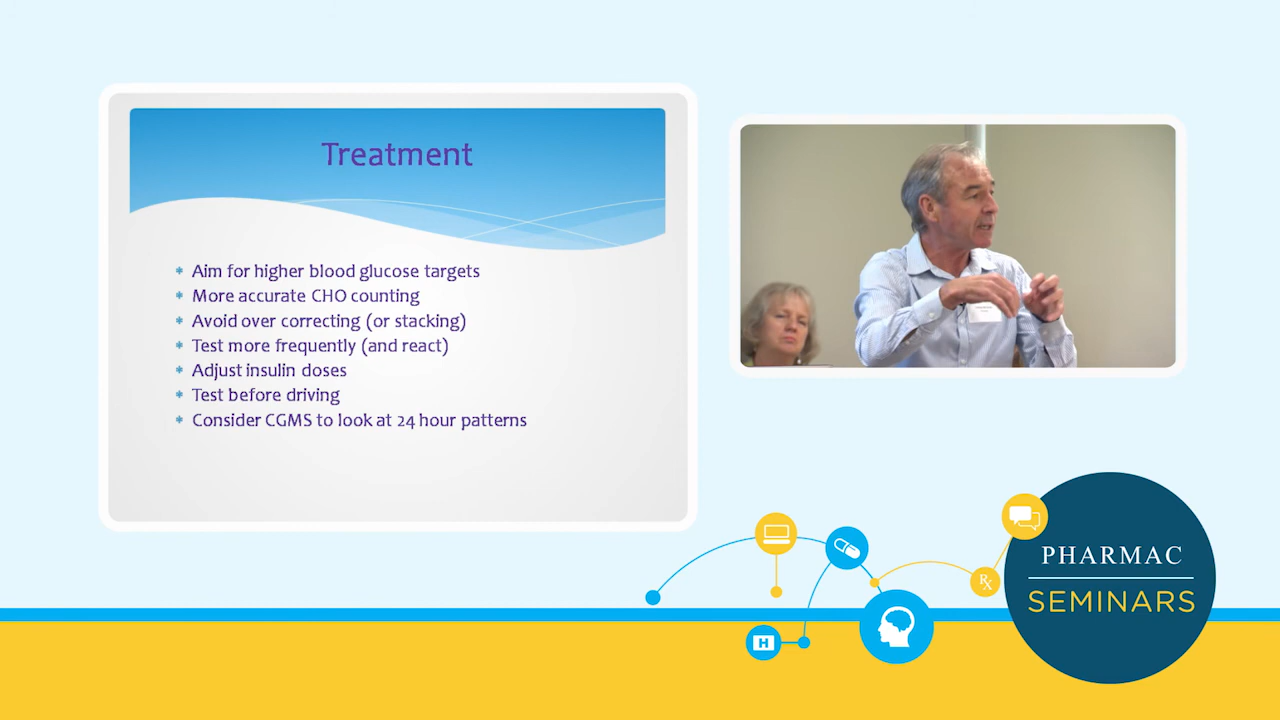 Treatment
* Aim for higher blood glucose targets
* More accurate CHO counting
* Avoid over correcting (or stacking)
* Test more frequently (and react)
* Adjust insulin doses
* Test before driving
* Consider CGMS to look at 24 hour patterns
H
Rx
PHARMAC
SEMINARS